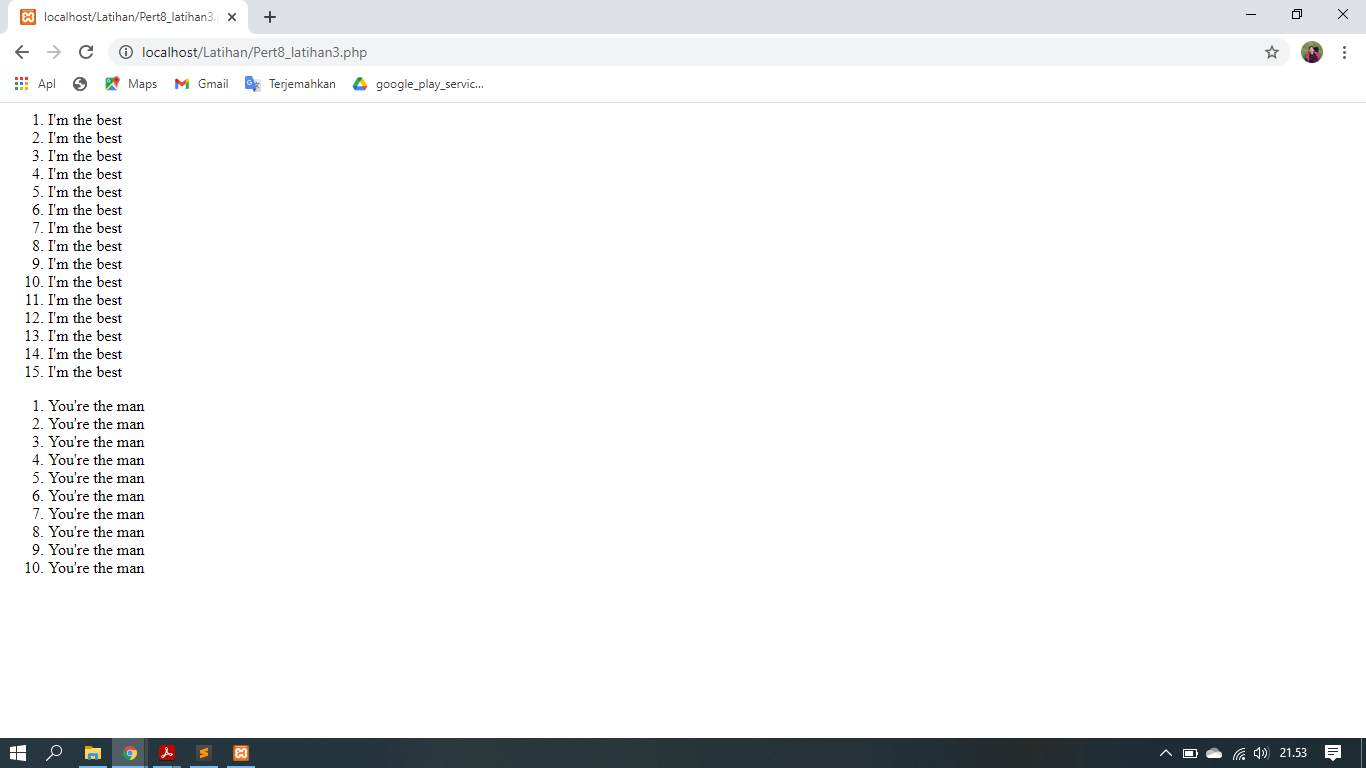 localhost/Latihan/Pert8_latihan3.
localhost/Latihan/Pert8_latihan3.php
Apl Maps Gmail Terjemahkan google_play_servic...
1. I'm the best
2. I'm the best
3. I'm the best
4. I'm the best
5. I'm the best
6. I'm the best
7. I'm the best
8. I'm the best
9. I'm the best
10. I'm the best
11. I'm the best
12. I'm the best
13. I'm the best
14. I'm the best
15. I'm the best
1. You're the man
2. You're the man
3. You're the man
4. You're the man
5. You're the man
6. You're the man
7. You're the man
8. You're the man
9. You're the man
10. You're the man
21.53